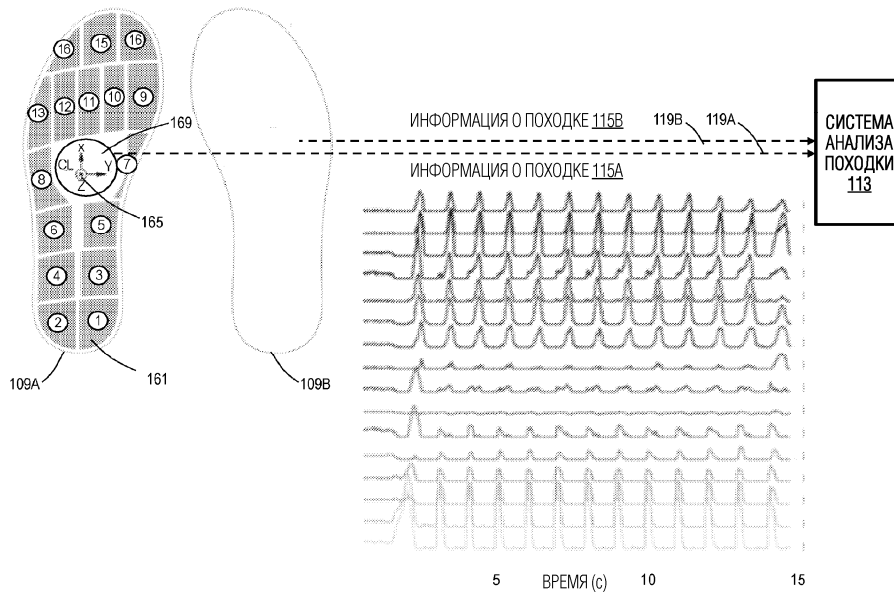 16
15
16
13
12
11
10
9
169
X
CL
Y
7
Z
8
165
6
5
4
3
2
1
109A
161
109B
ИНФОРМАЦИЯ О ПОХОДКЕ 115B
119B
119A
ИНФОРМАЦИЯ О ПОХОДКЕ 115A
СИСТЕМА
АНАЛИЗА
ПОХОДКИ
113
5
ВРЕМЯ (с)
10
15